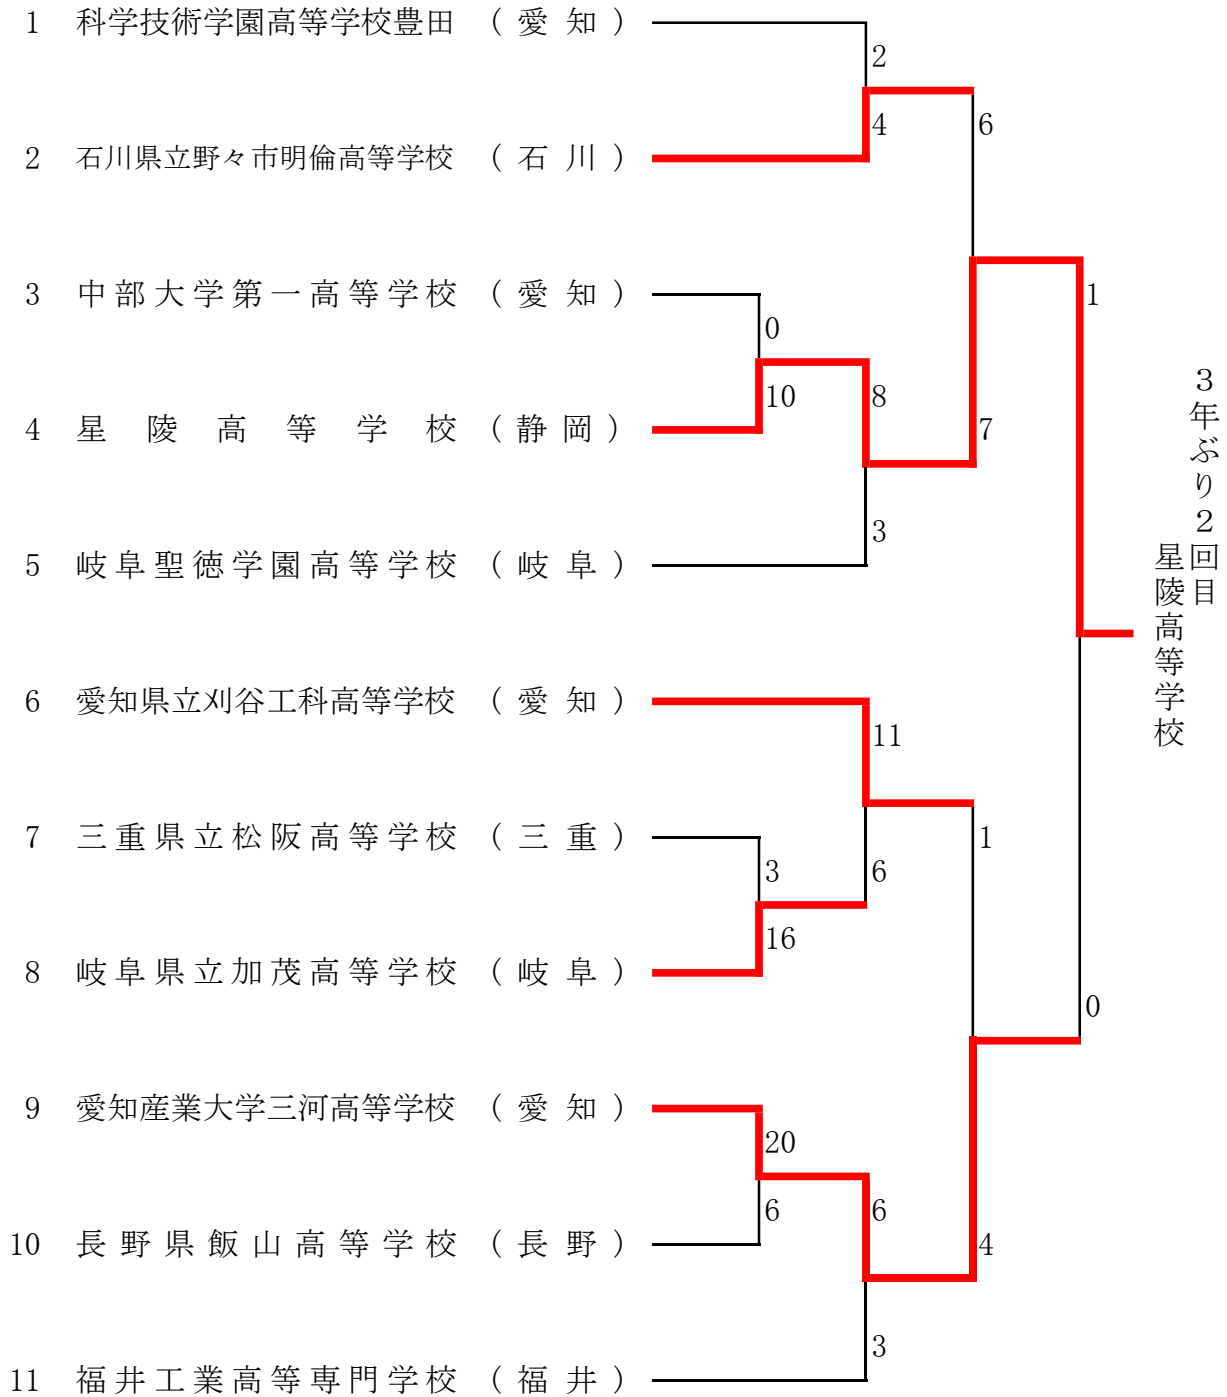 1 科学技術学園高等学校豊田 (愛知)
2
4
6
2 石川県立野々市明倫高等学校 (石川)
3 中部大学第一高等学校 (愛知)
1
0
10
8
4 星陵高等学校 (静岡)
7
3
5 岐阜聖徳学園高等学校 (岐阜)
3年ぶり2回目
星陵高等学校
6 愛知県立刈谷工科高等学校 (愛知)
11
7 三重県立松阪高等学校 (三重)
1
3
6
16
8 岐阜県立加茂高等学校 (岐阜)
0
9 愛知産業大学三河高等学校 (愛知)
20
6
6
10 長野県飯山高等学校 (長野)
4
3
11 福井工業高等専門学校 (福井)